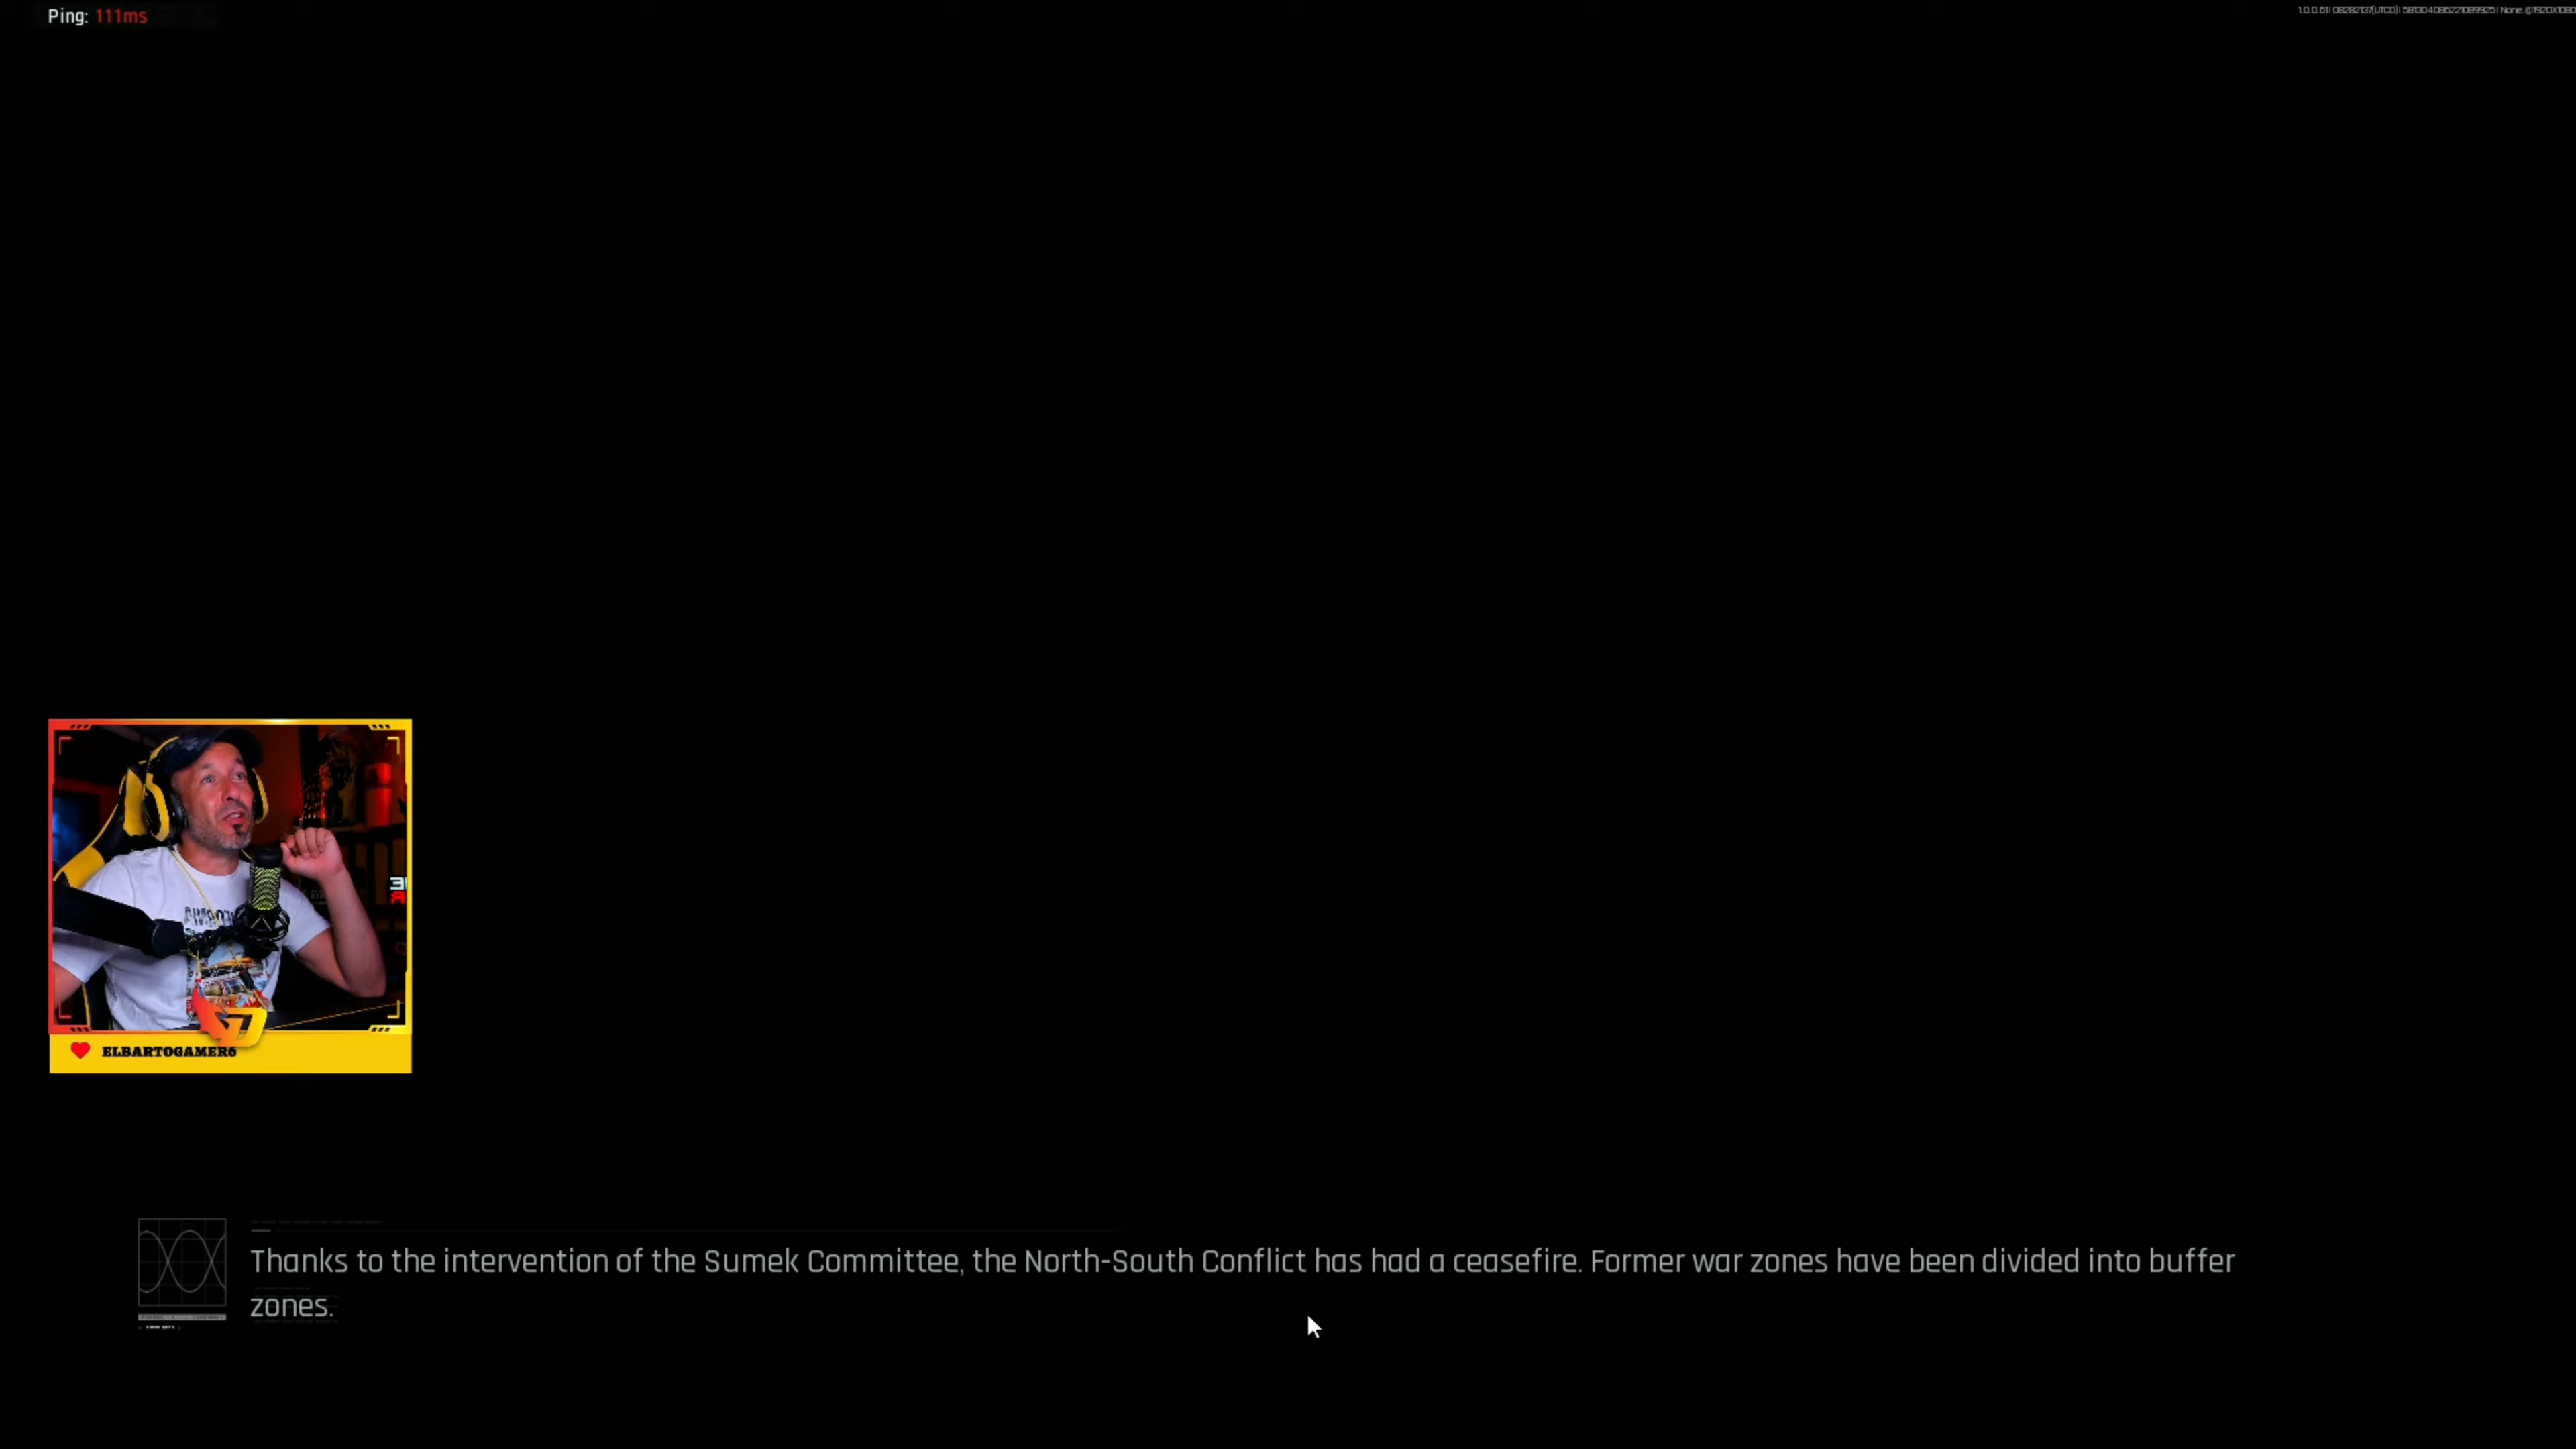 Ping: 111ms
ELBARTOGAMER6
Thanks to the intervention of the Sumek Committee, the North-South Conflict has had a ceasefire. Former war zones have been divided into buffer
zones.